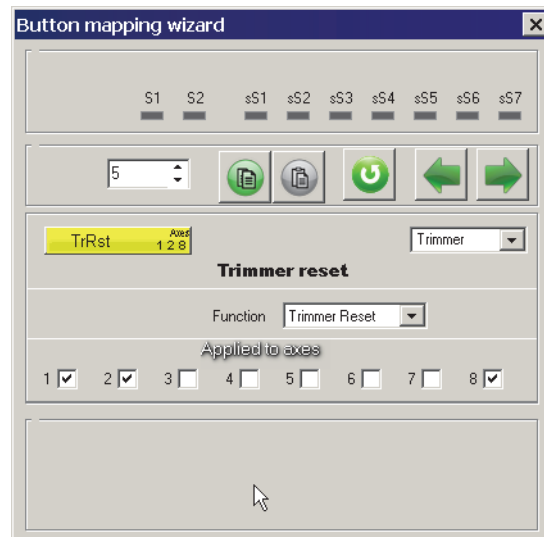 Button mapping wizard
S1 S2 sS1 sS2 sS3 sS4 sS5 sS6 sS7
5
TrRst Axes 1 2 8 Trimmer
Trimmer reset
Function Trimmer Reset
Applied to axes
1 2 3 4 5 6 7 8